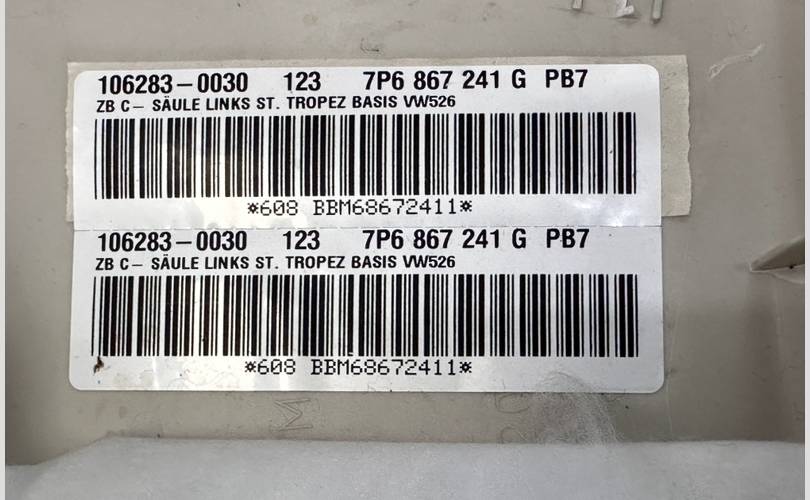 106283-0030 123 7P6 867 241 G PB7
ZB C- SÄULE LINKS ST. TROPEZ BASIS VW526
*608 BBM68672411*
106283-0030 123 7P6 867 241 G PB7
ZB C- SÄULE LINKS ST. TROPEZ BASIS VW526
*608 BBM68672411*